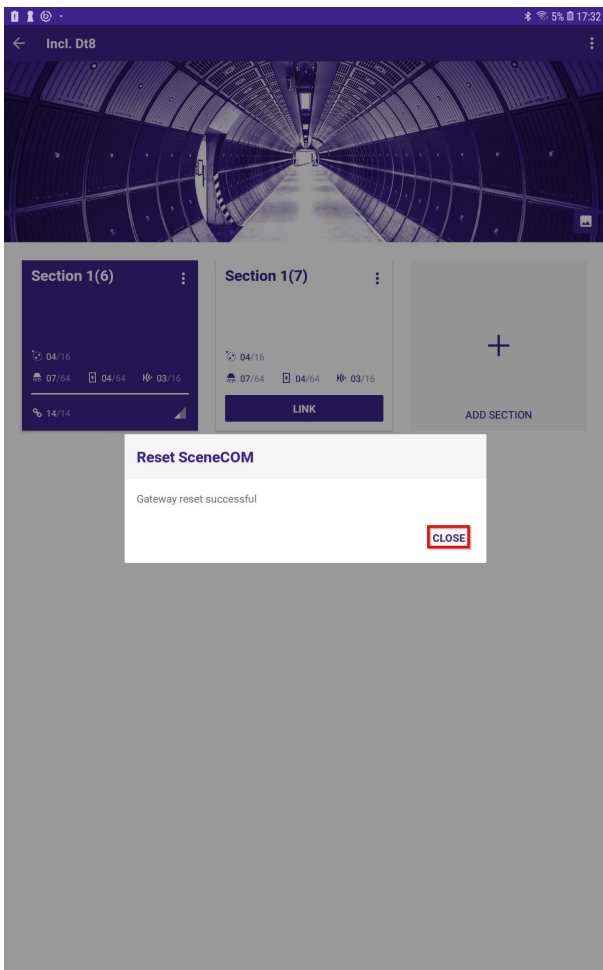 5% 17:32
Incl. Dt8
Section 1(6)
04/16
07/64 04/64 03/16
14/14
Section 1(7)
04/16
07/64 04/64 03/16
LINK
ADD SECTION
Reset SceneCOM
Gateway reset successful
CLOSE